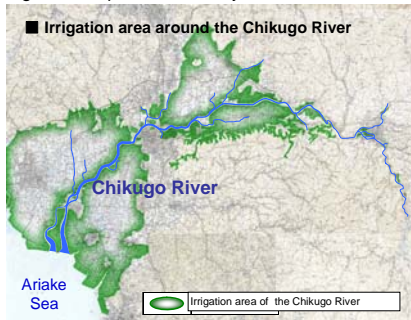 ■ Irrigation area around the Chikugo River
Chikugo River
Ariake
Sea
Irrigation area of the Chikugo River